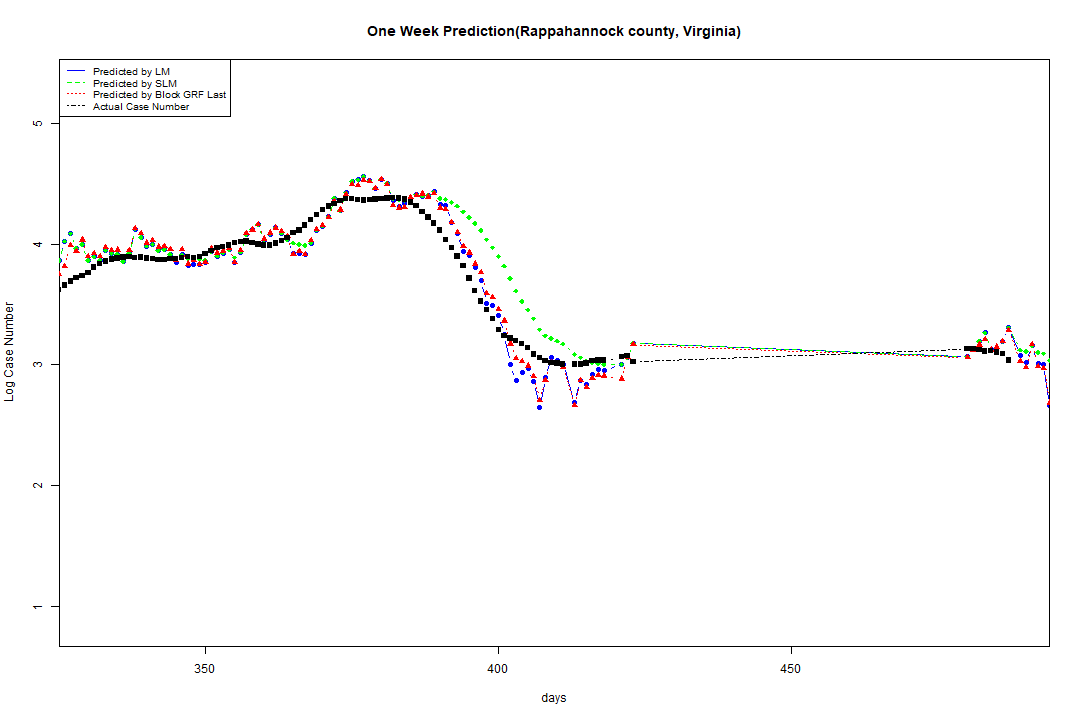 One Week Prediction(Rappahannock county, Virginia)
Predicted by LM
Predicted by SLM
Predicted by Block GRF Last
Actual Case Number
5
4
3
2
1
Log Case Number
350
400
450
days